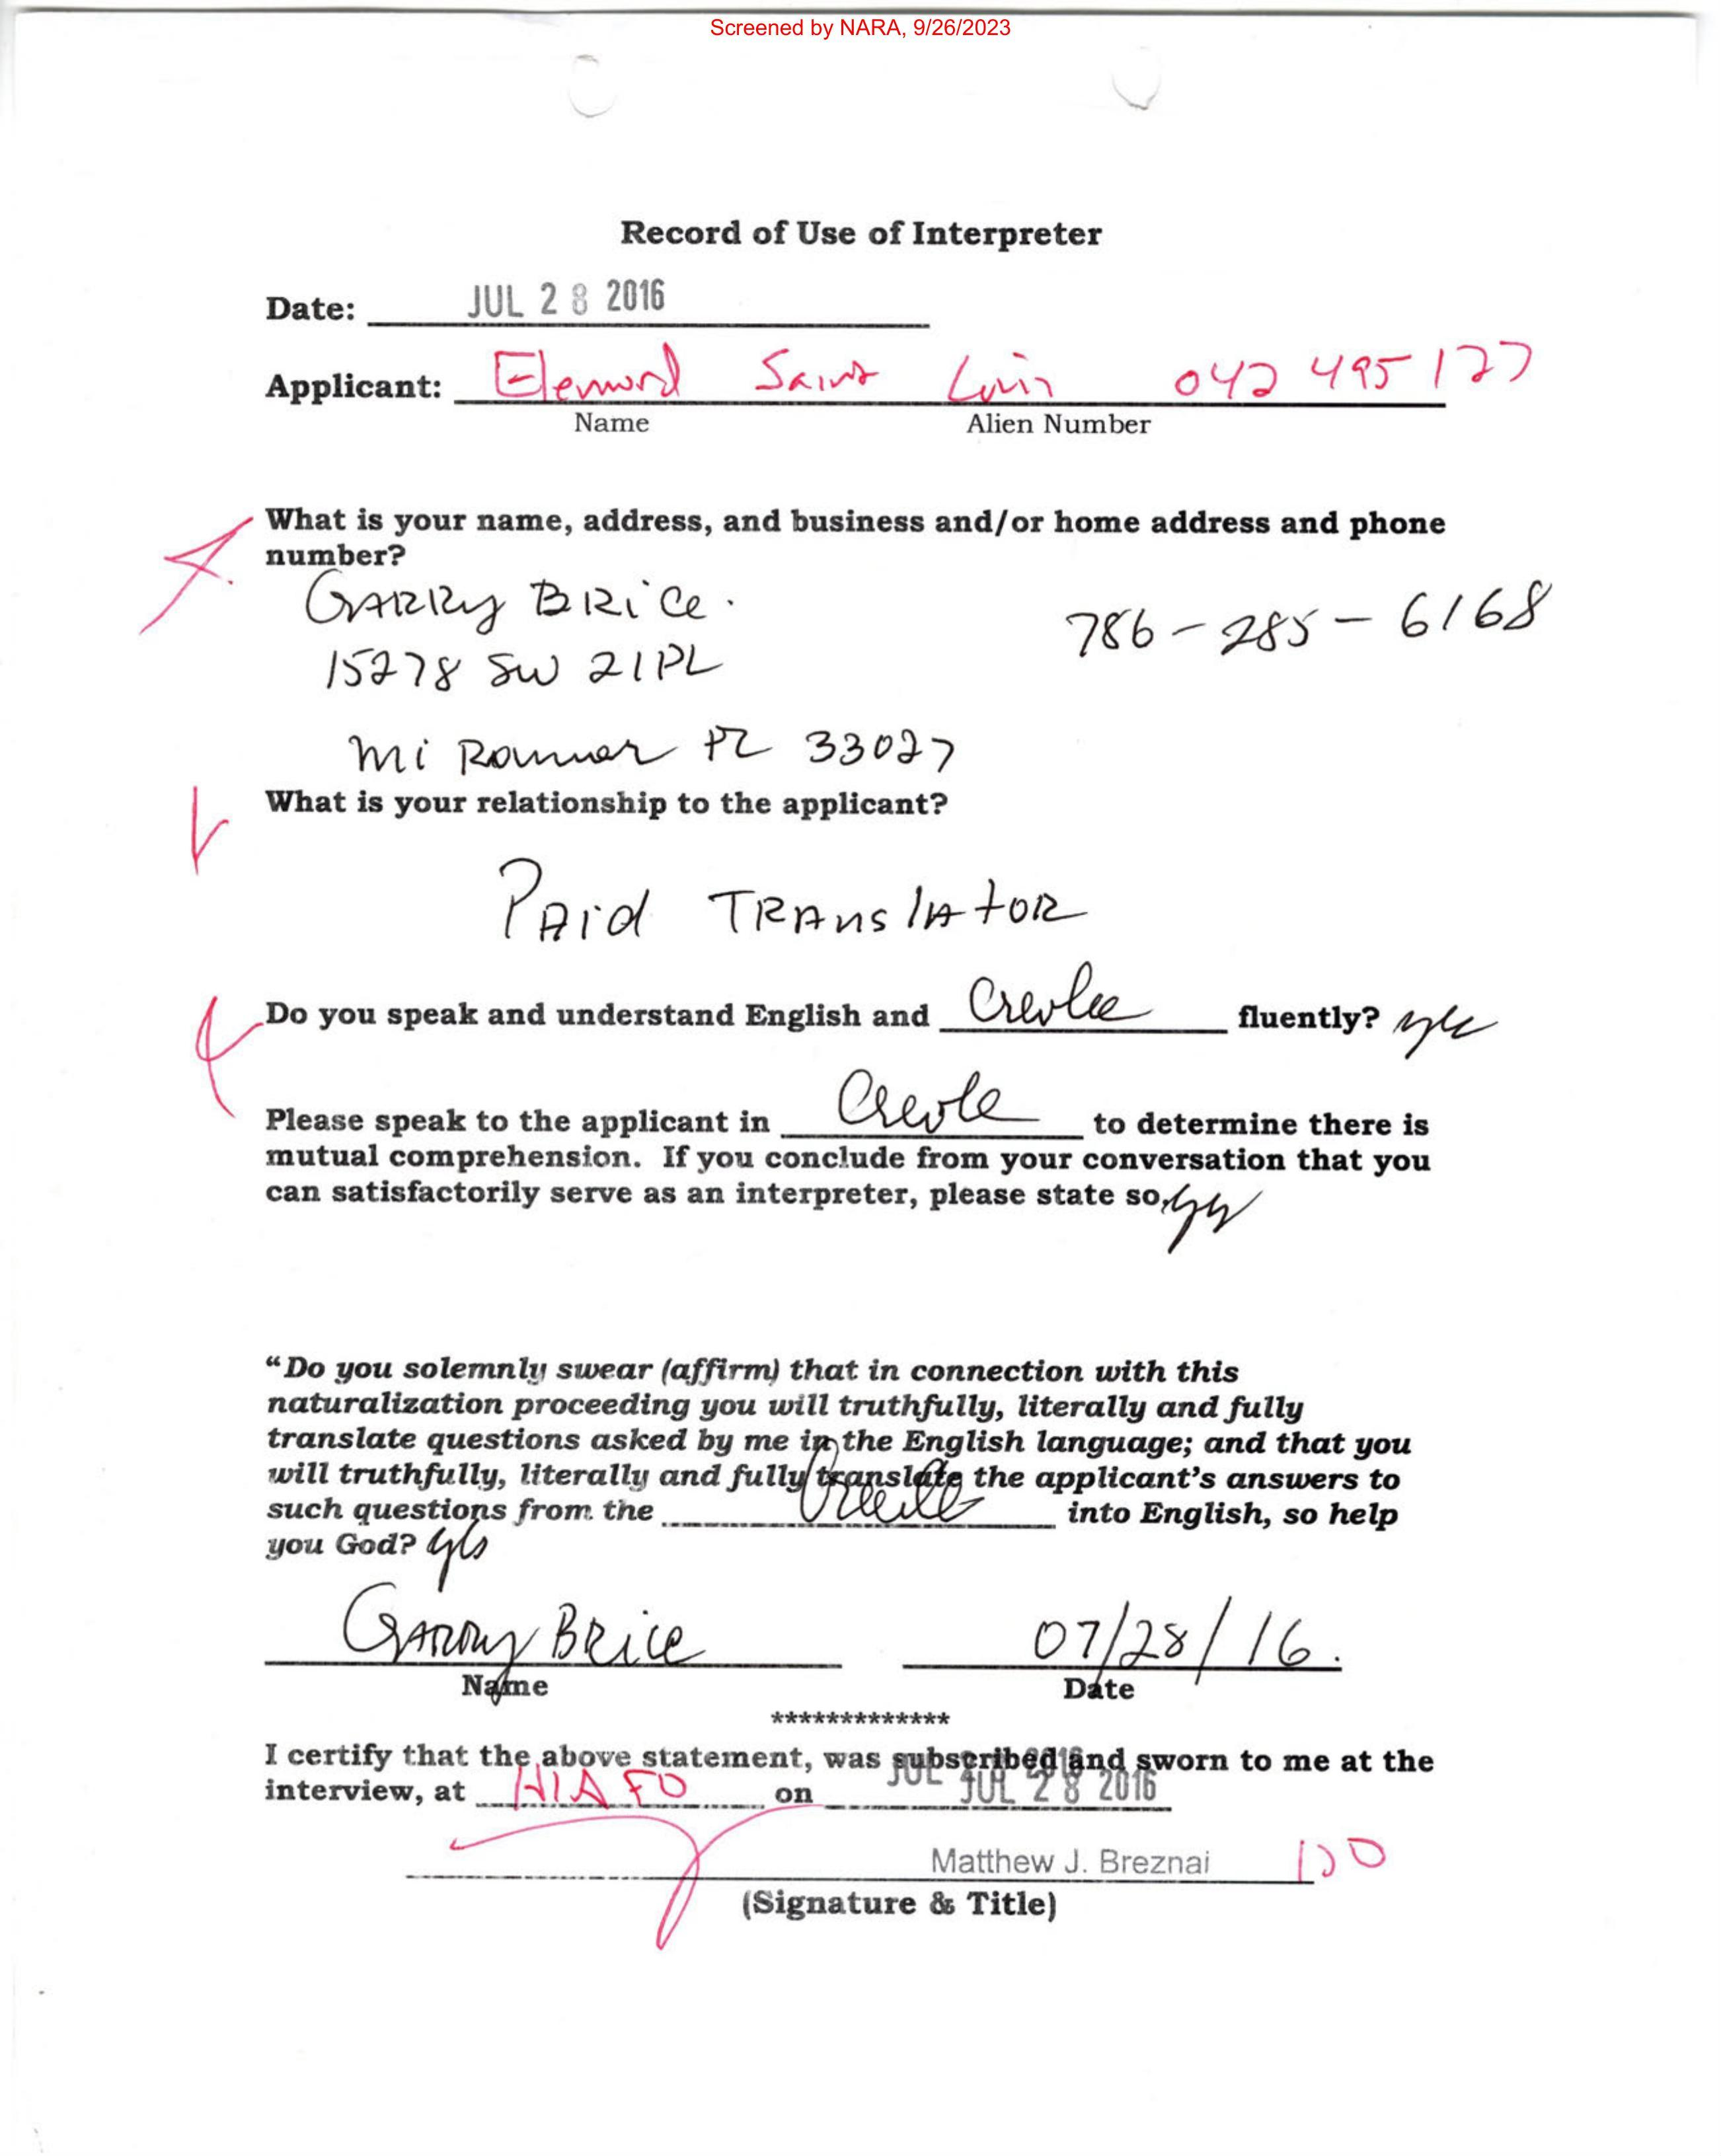 Screened by NARA, 9/26/2023
Record of Use of Interpreter
Date: JUL 28 2016
Applicant: Saint Louis 042 495 127
Name Alien Number
What is your name, address, and business and/or home address and phone
number?
GARRY BRice. 786-285-6168
15278 SW 21PL
MiRamar FL 33027
What is your relationship to the applicant?
PAid TRAnslAtoR
Do you speak and understand English and Creole fluently? yes
Please speak to the applicant in Creole to determine there is
mutual comprehension. If you conclude from your conversation that you
can satisfactorily serve as an interpreter, please state so. yes
“Do you solemnly swear (affirm) that in connection with this
naturalization proceeding you will truthfully, literally and fully
translate questions asked by me in the English language; and that you
will truthfully, literally and fully translate the applicant's answers to
such questions from the Creole into English, so help
you God? yes
GARRY BRice 07/28/16.
Name Date
*************
I certify that the above statement, was subscribed and sworn to me at the
interview, at HIAFO on JUL 28 2016
Matthew J. Breznai ISO
(Signature & Title)